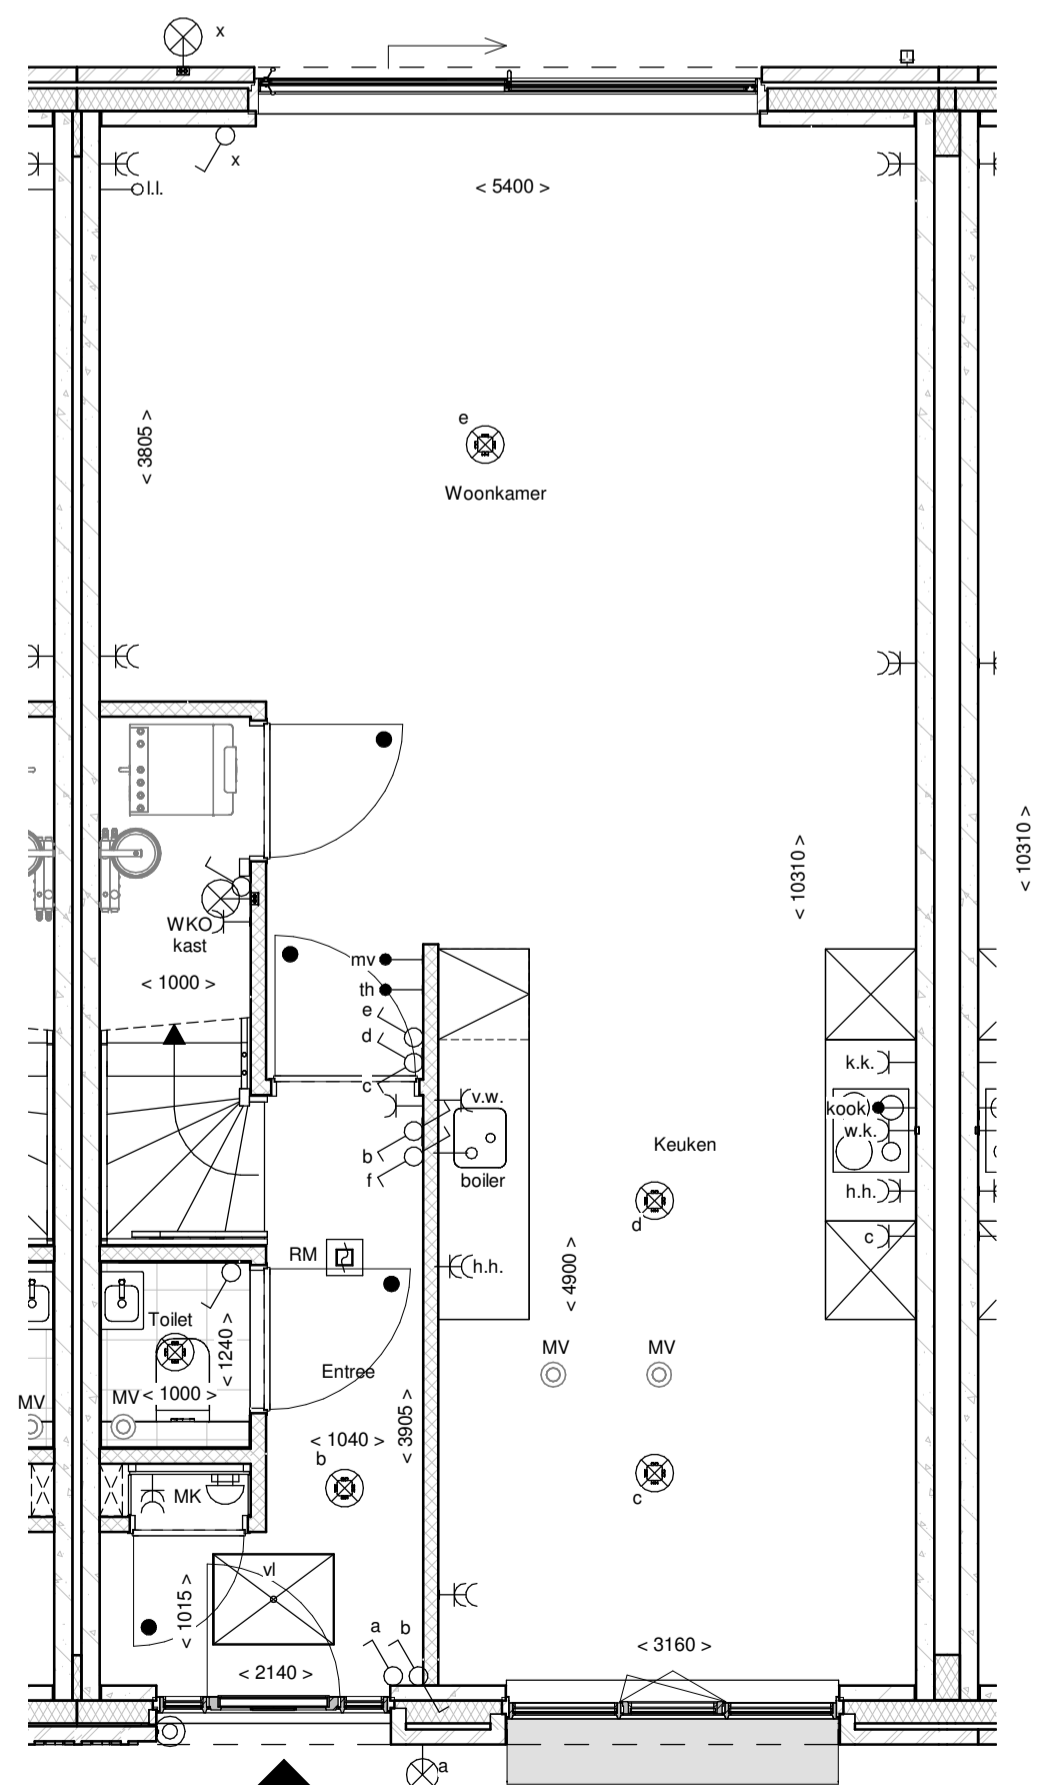 x
x
l.l.
< 5400 >
< 3805 >
e
Woonkamer
< 10310 >
< 10310 >
WKO
kast
< 1000 >
mv
th
e
d
c
k.k.
v.w.
kook
w.k.
b
f
boiler
Keuken
h.h.
c
d
RM
h.h.
< 4900 >
Toilet
< 1240 >
MV
MV
Entree
MV
MV
< 1000 >
< 3905 >
< 1040 >
b
MK
c
vl
< 1015 >
a
b
< 3160 >
< 2140 >
a